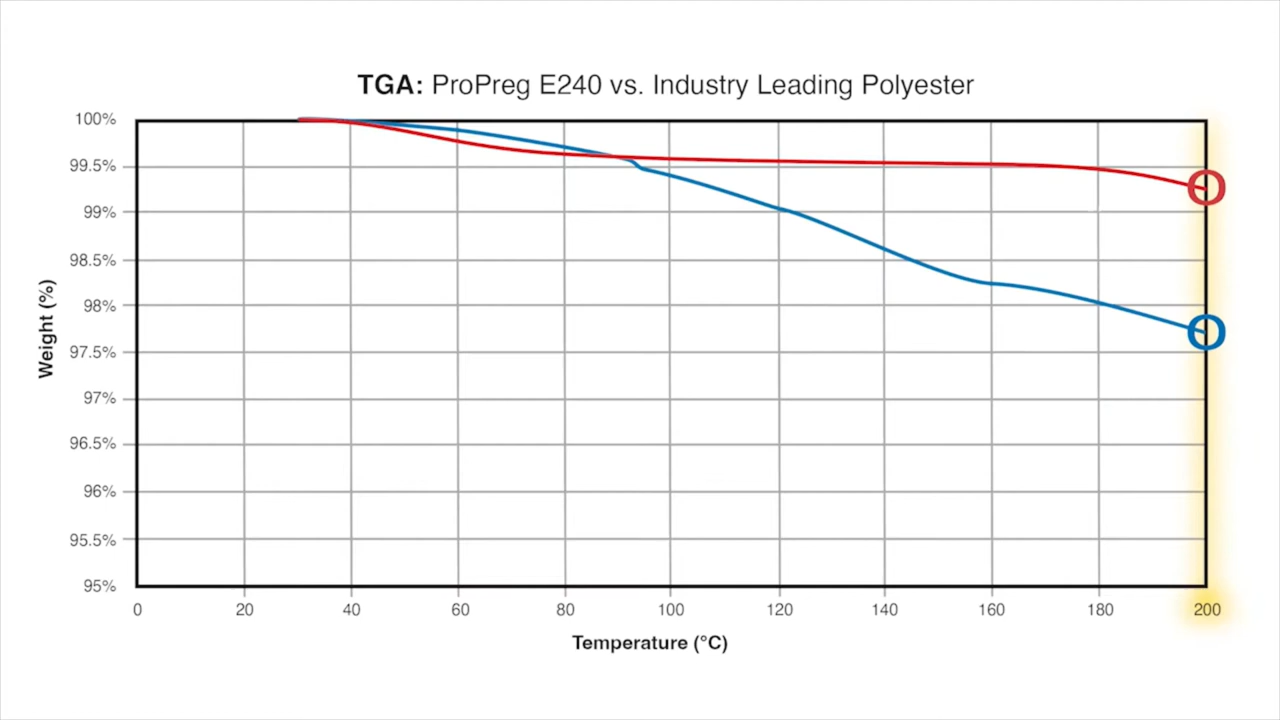 TGA: ProPreg E240 vs. Industry Leading Polyester
100%
99.5%
99%
98.5%
98%
97.5%
97%
96.5%
96%
95.5%
95%
Weight (%)
0 20 40 60 80 100 120 140 160 180 200
Temperature (°C)